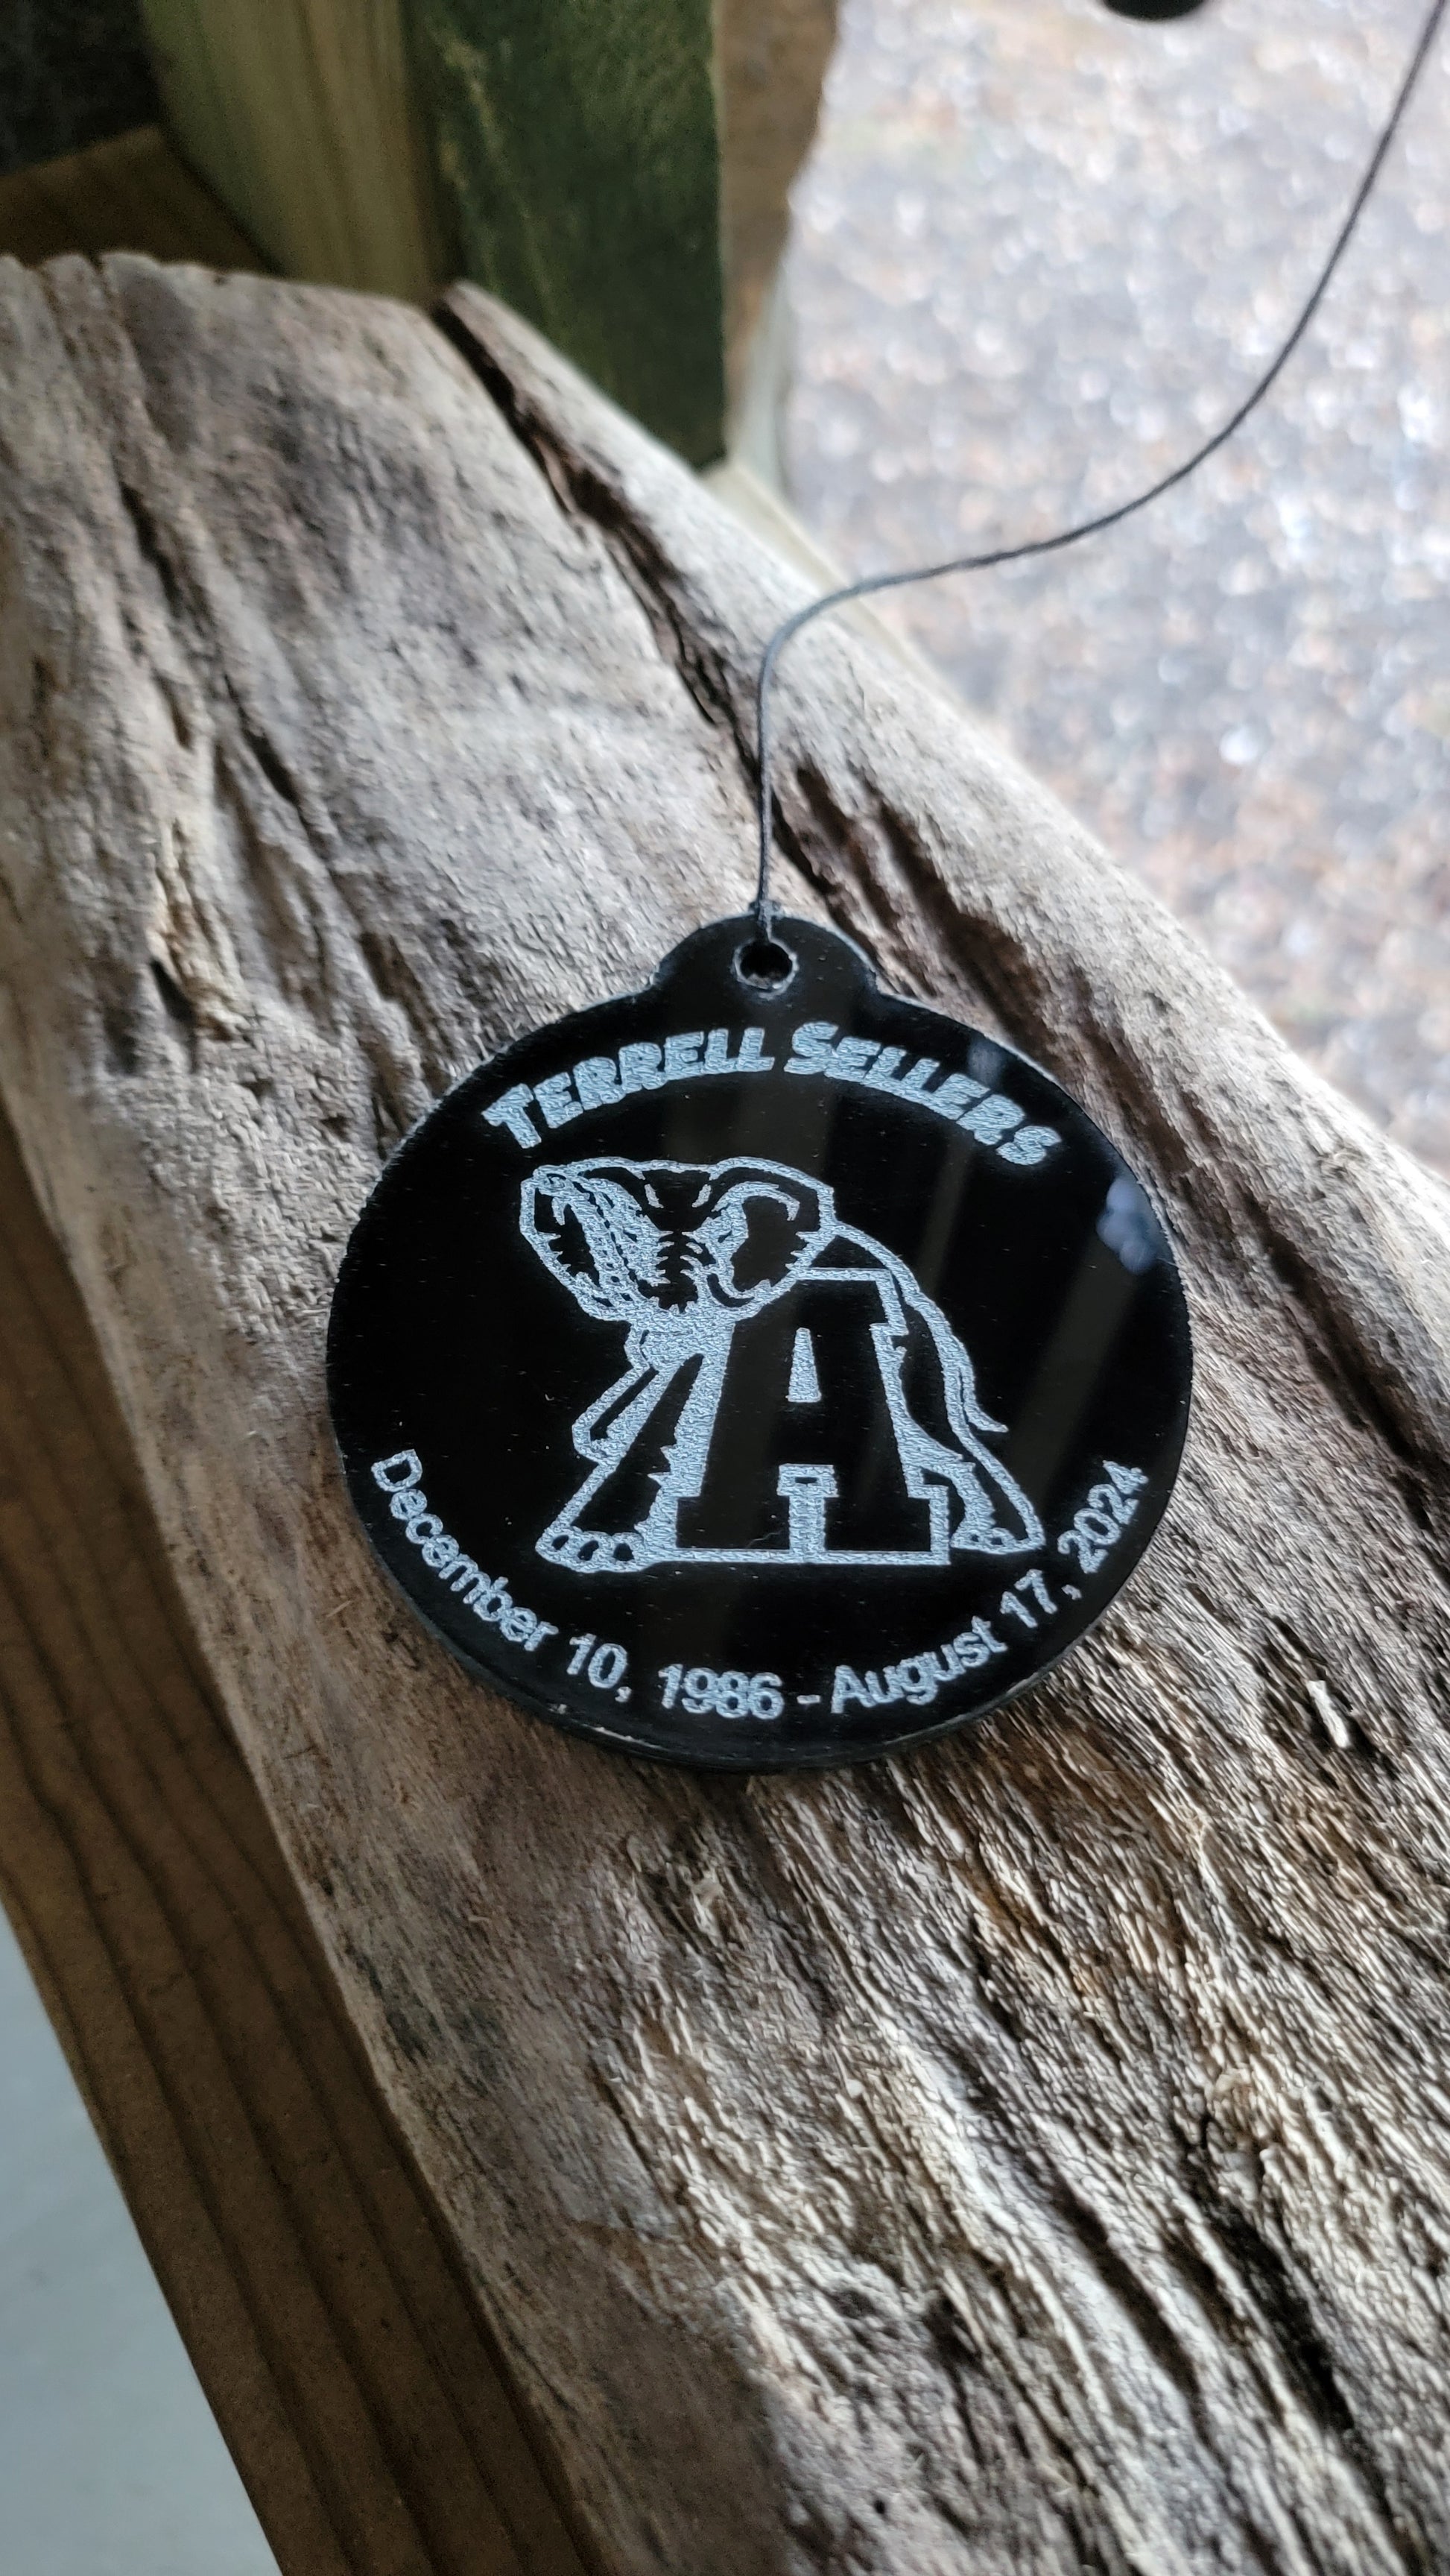 TERRELL SELLERS
A
December 10, 1986 - August 17, 2024